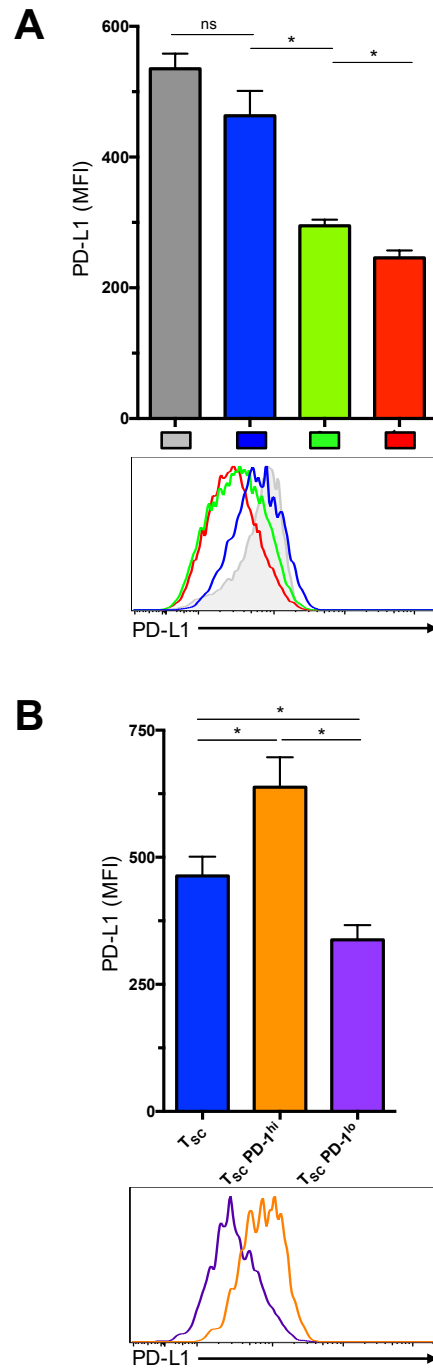 A
600
400
200
0
PD-L1 (MFI)
ns
*
*
PD-L1
B
750
500
250
0
PD-L1 (MFI)
*
*
*
Tsc
Tsc PD-1hi
Tsc PD-1lo
PD-L1